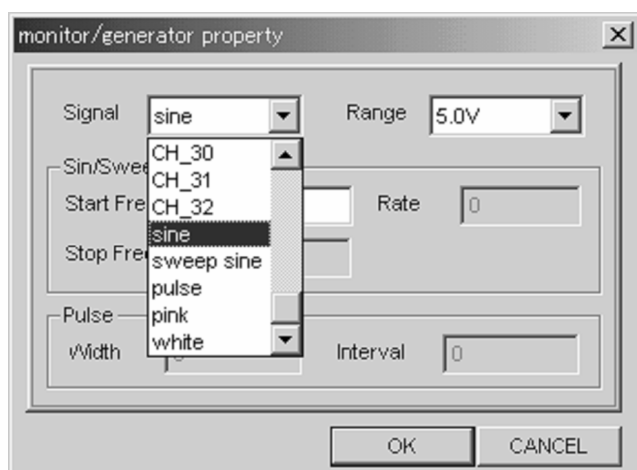 monitor/generator property
Signal sine Range 5.0V
CH_30
Sin/Swee
CH_31
Start Fre CH_32 Rate 0
sine
Stop Fre sweep sine
pulse
Pulse pink
white
Width Interval 0
OK CANCEL